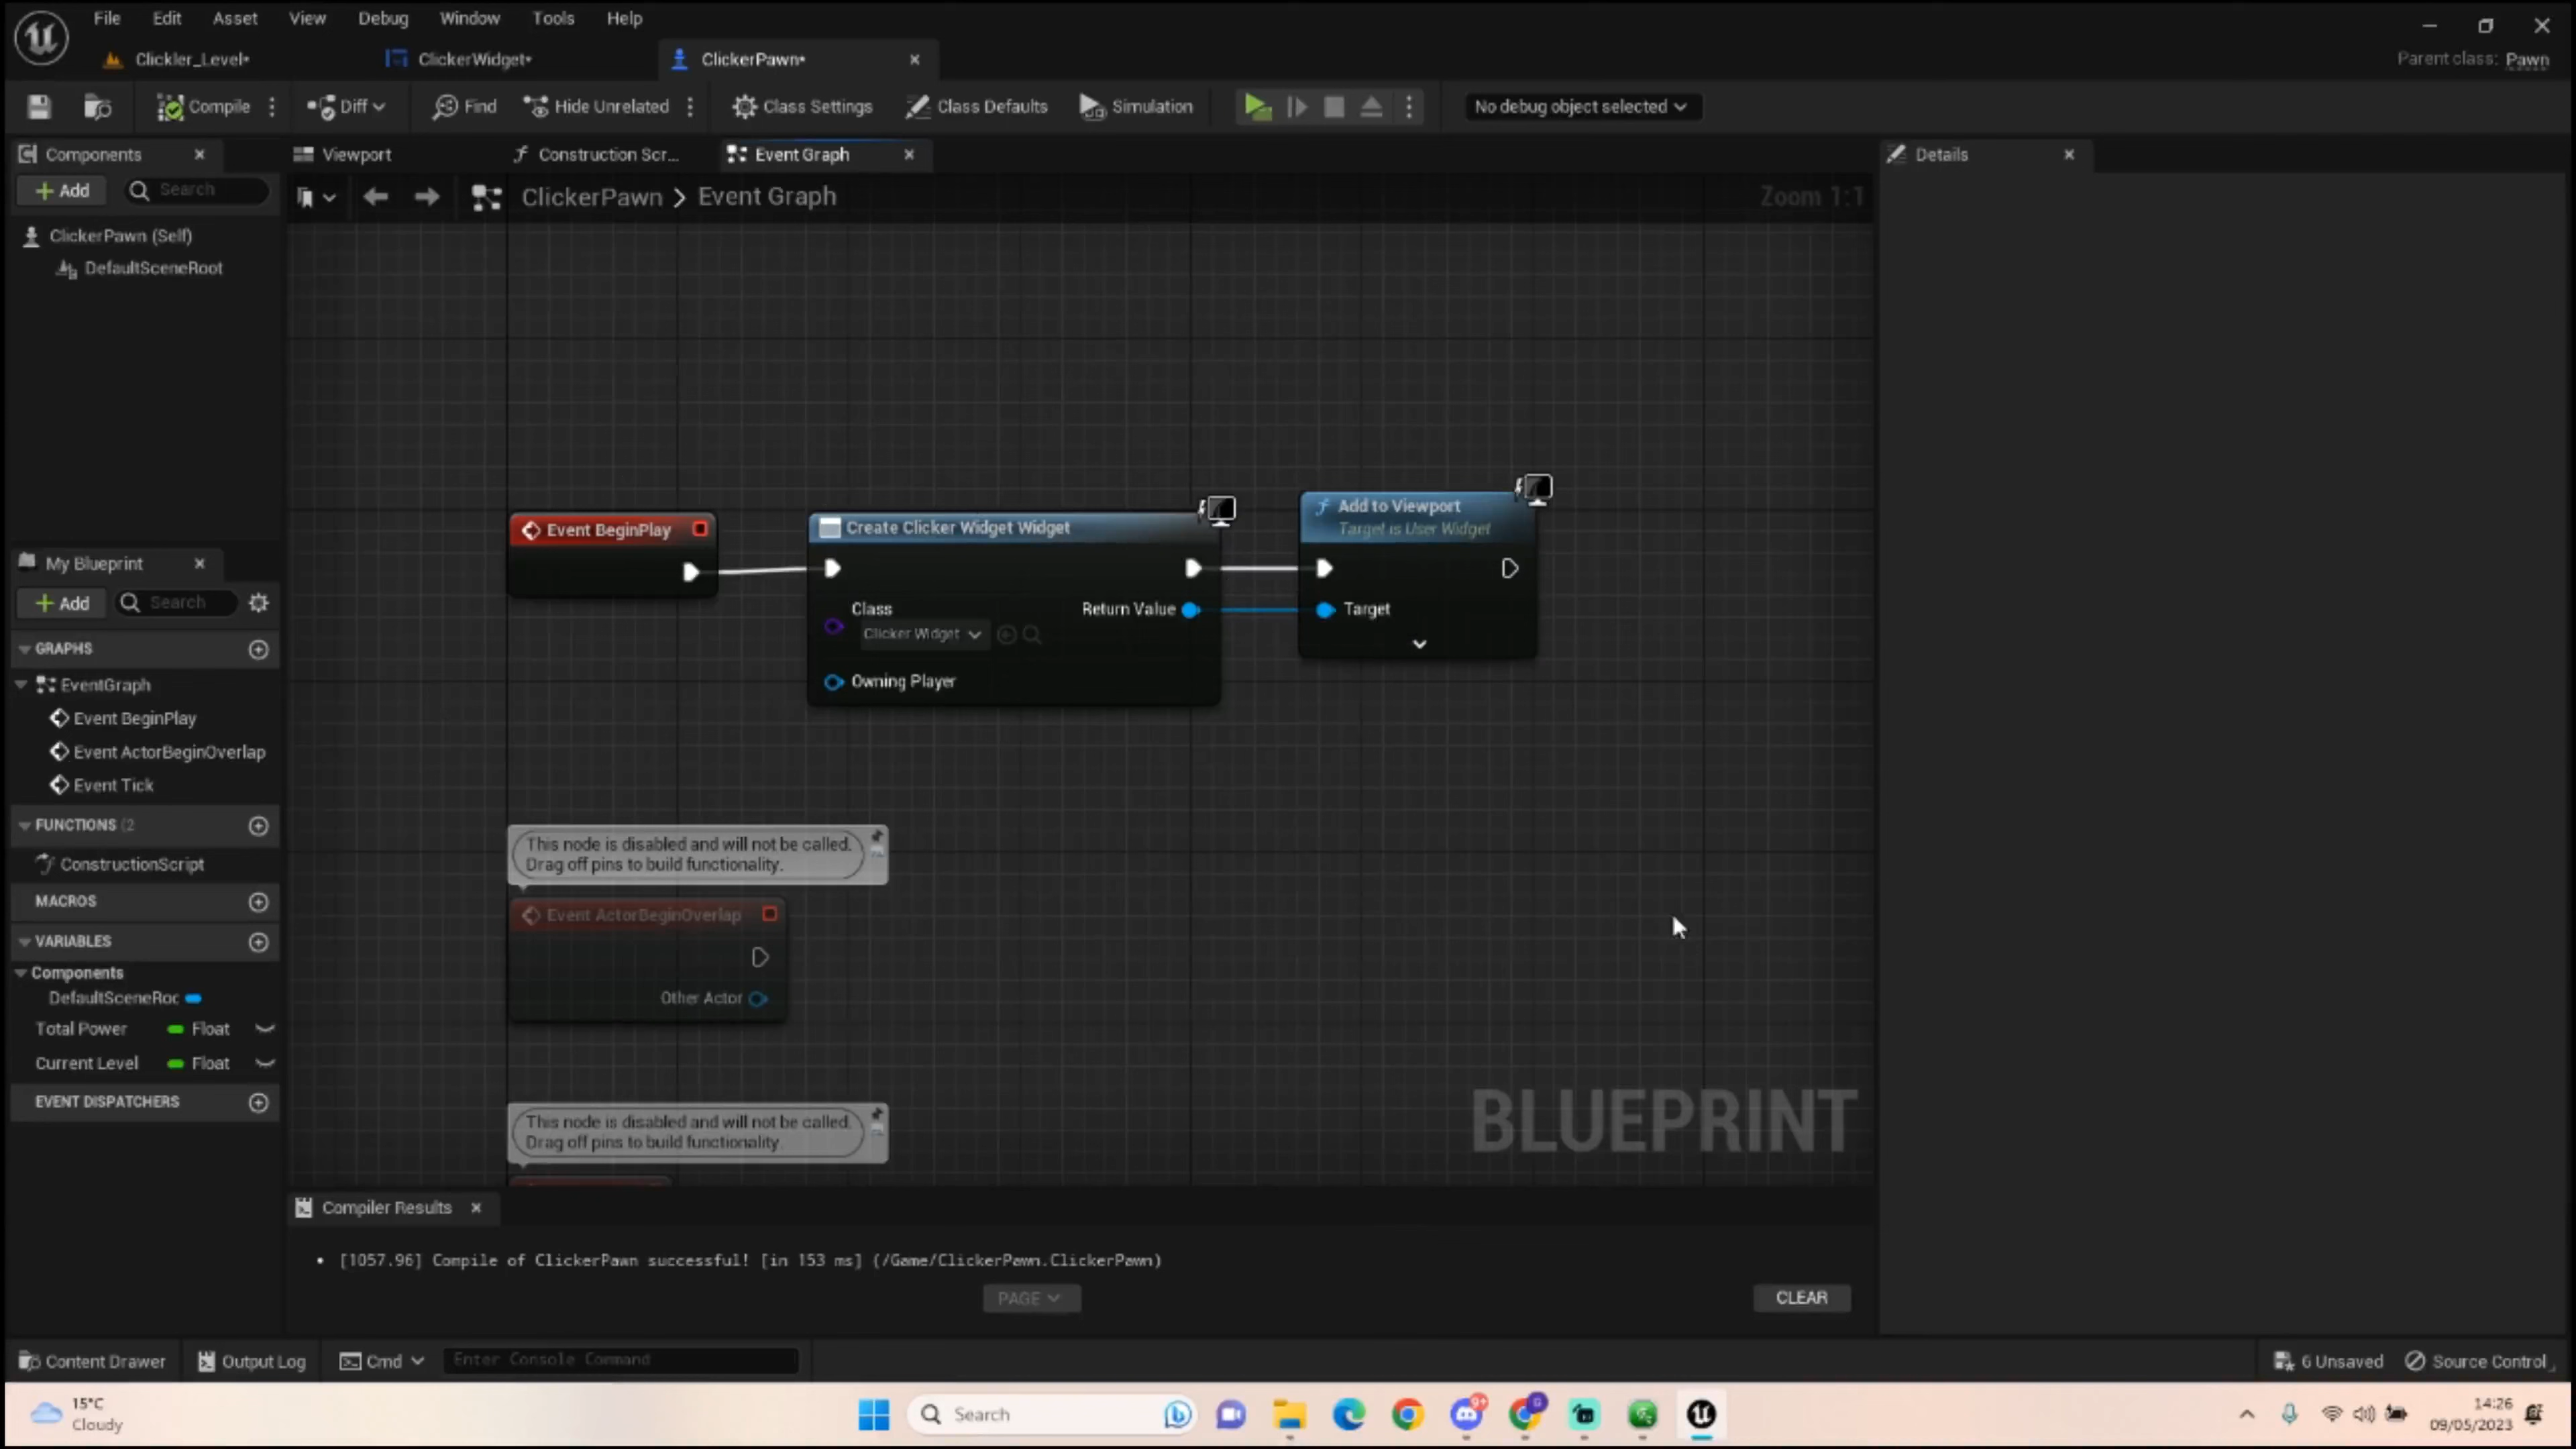 File Edit Asset View Debug Window Tools Help
Clickler_Level* ClickerWidget* ClickerPawn* Parent class: Pawn
Compile Diff Find Hide Unrelated Class Settings Class Defaults Simulation No debug object selected
Components Viewport Construction Scr... Event Graph Details
Add Search ClickerPawn > Event Graph Zoom 1:1
ClickerPawn (Self)
DefaultSceneRoot
Event BeginPlay
Create Clicker Widget Widget
Class
Clicker Widget
Return Value
Owning Player
Add to Viewport
Target is User Widget
Target
My Blueprint
Add Search
GRAPHS
EventGraph
Event BeginPlay
Event ActorBeginOverlap
Event Tick
FUNCTIONS (2
ConstructionScript
MACROS
VARIABLES
Components
DefaultSceneRoc
Total Power Float
Current Level Float
EVENT DISPATCHERS
This node is disabled and will not be called.
Drag off pins to build functionality.
Event ActorBeginOverlap
Other Actor
This node is disabled and will not be called.
Drag off pins to build functionality.
BLUEPRINT
Compiler Results
[1057.96] Compile of ClickerPawn successful! [in 153 ms] (/Game/ClickerPawn.ClickerPawn)
PAGE CLEAR
Content Drawer Output Log Cmd Enter Console Command 6 Unsaved Source Control
15°C
Cloudy
Search
9+
14:26
09/05/2023